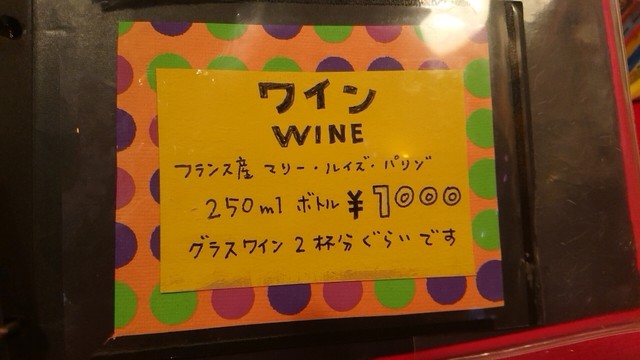 ワイン
WINE
フランス産 マリー・ルイズ・パリゾ
250ml ボトル ¥1000
グラスワイン 2杯分ぐらいです